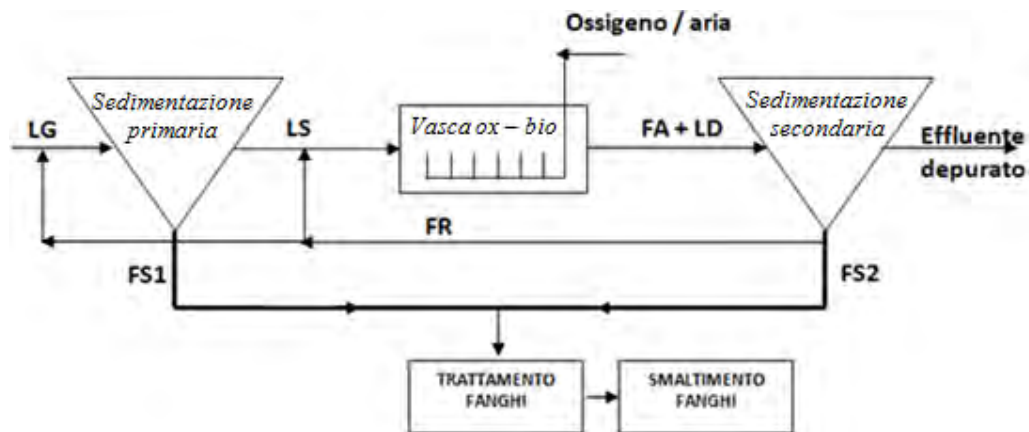 Ossigeno / aria
Sedimentazione
primaria
Sedimentazione
secondaria
LG
LS
Vasca ox – bio
FA + LD
Effluente
depurato
FR
FS1
FS2
TRATTAMENTO
FANGHI
SMALTIMENTO
FANGHI